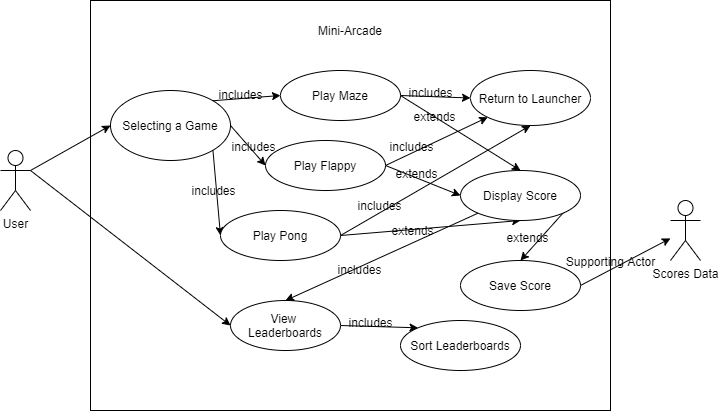 Mini-Arcade
includes
Play Maze
includes
Return to Launcher
Selecting a Game
extends
includes
includes
Play Flappy
extends
includes
Display Score
User
includes
Play Pong
extends
extends
Supporting Actor
Scores Data
includes
Save Score
View
Leaderboards
includes
Sort Leaderboards